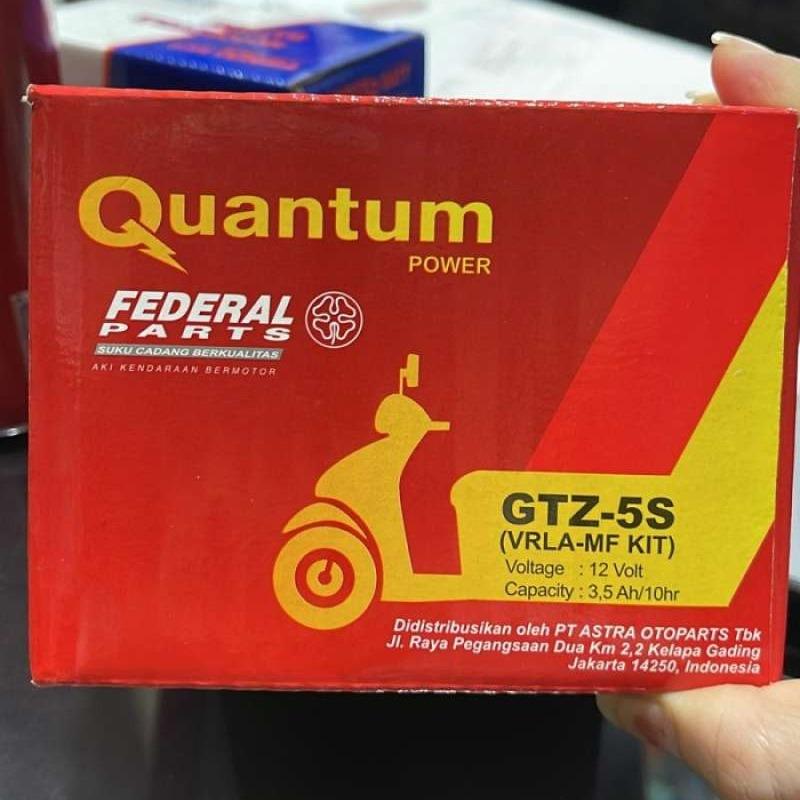 Quantum
POWER
FEDERAL
PARTS
SUKU CADANG BERKUALITAS
AKI KENDARAAN BERMOTOR
GTZ-5S
(VRLA-MF KIT)
Voltage : 12 Volt
Capacity : 3,5 Ah/10hr
Didistribusikan oleh PT ASTRA OTOPARTS Tbk
Jl. Raya Pegangsaan Dua Km 2,2 Kelapa Gading
Jakarta 14250, Indonesia